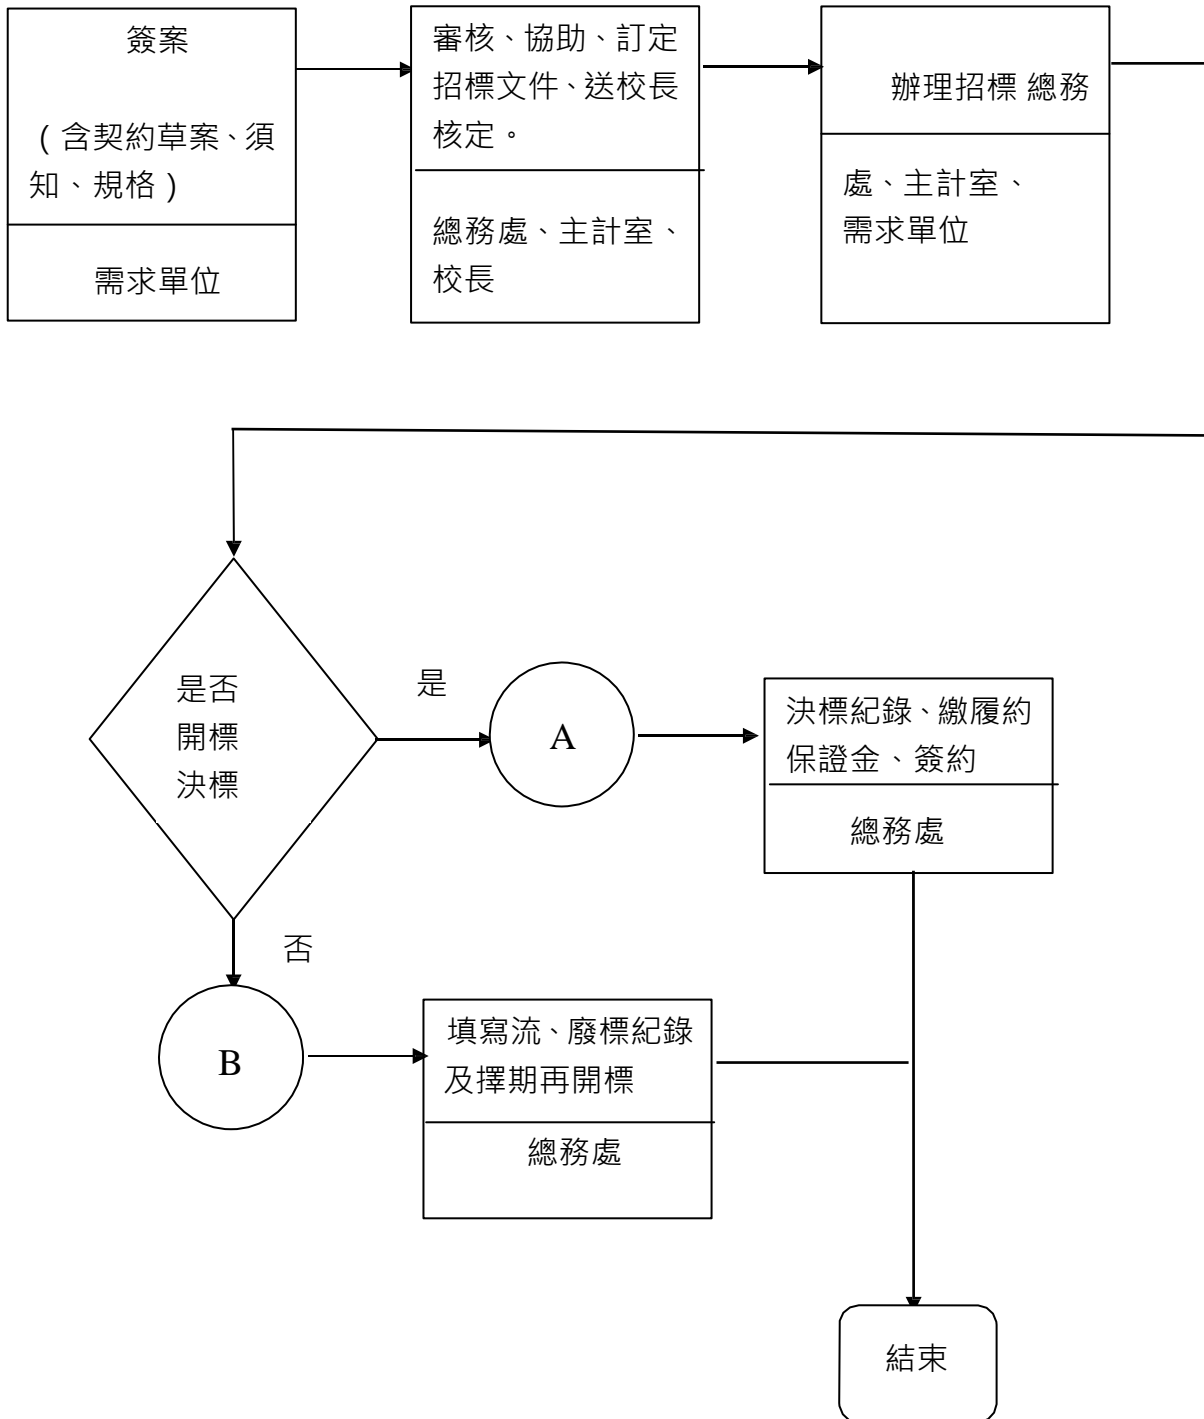 簽案
(含契約草案、須
知、規格)
需求單位
審核、協助、訂定
招標文件、送校長
核定。
總務處、主計室、
校長
辦理招標 總務
處、主計室、
需求單位
是否
開標
決標
是
A
決標紀錄、繳履約
保證金、簽約
總務處
否
B
填寫流、廢標紀錄
及擇期再開標
總務處
結束